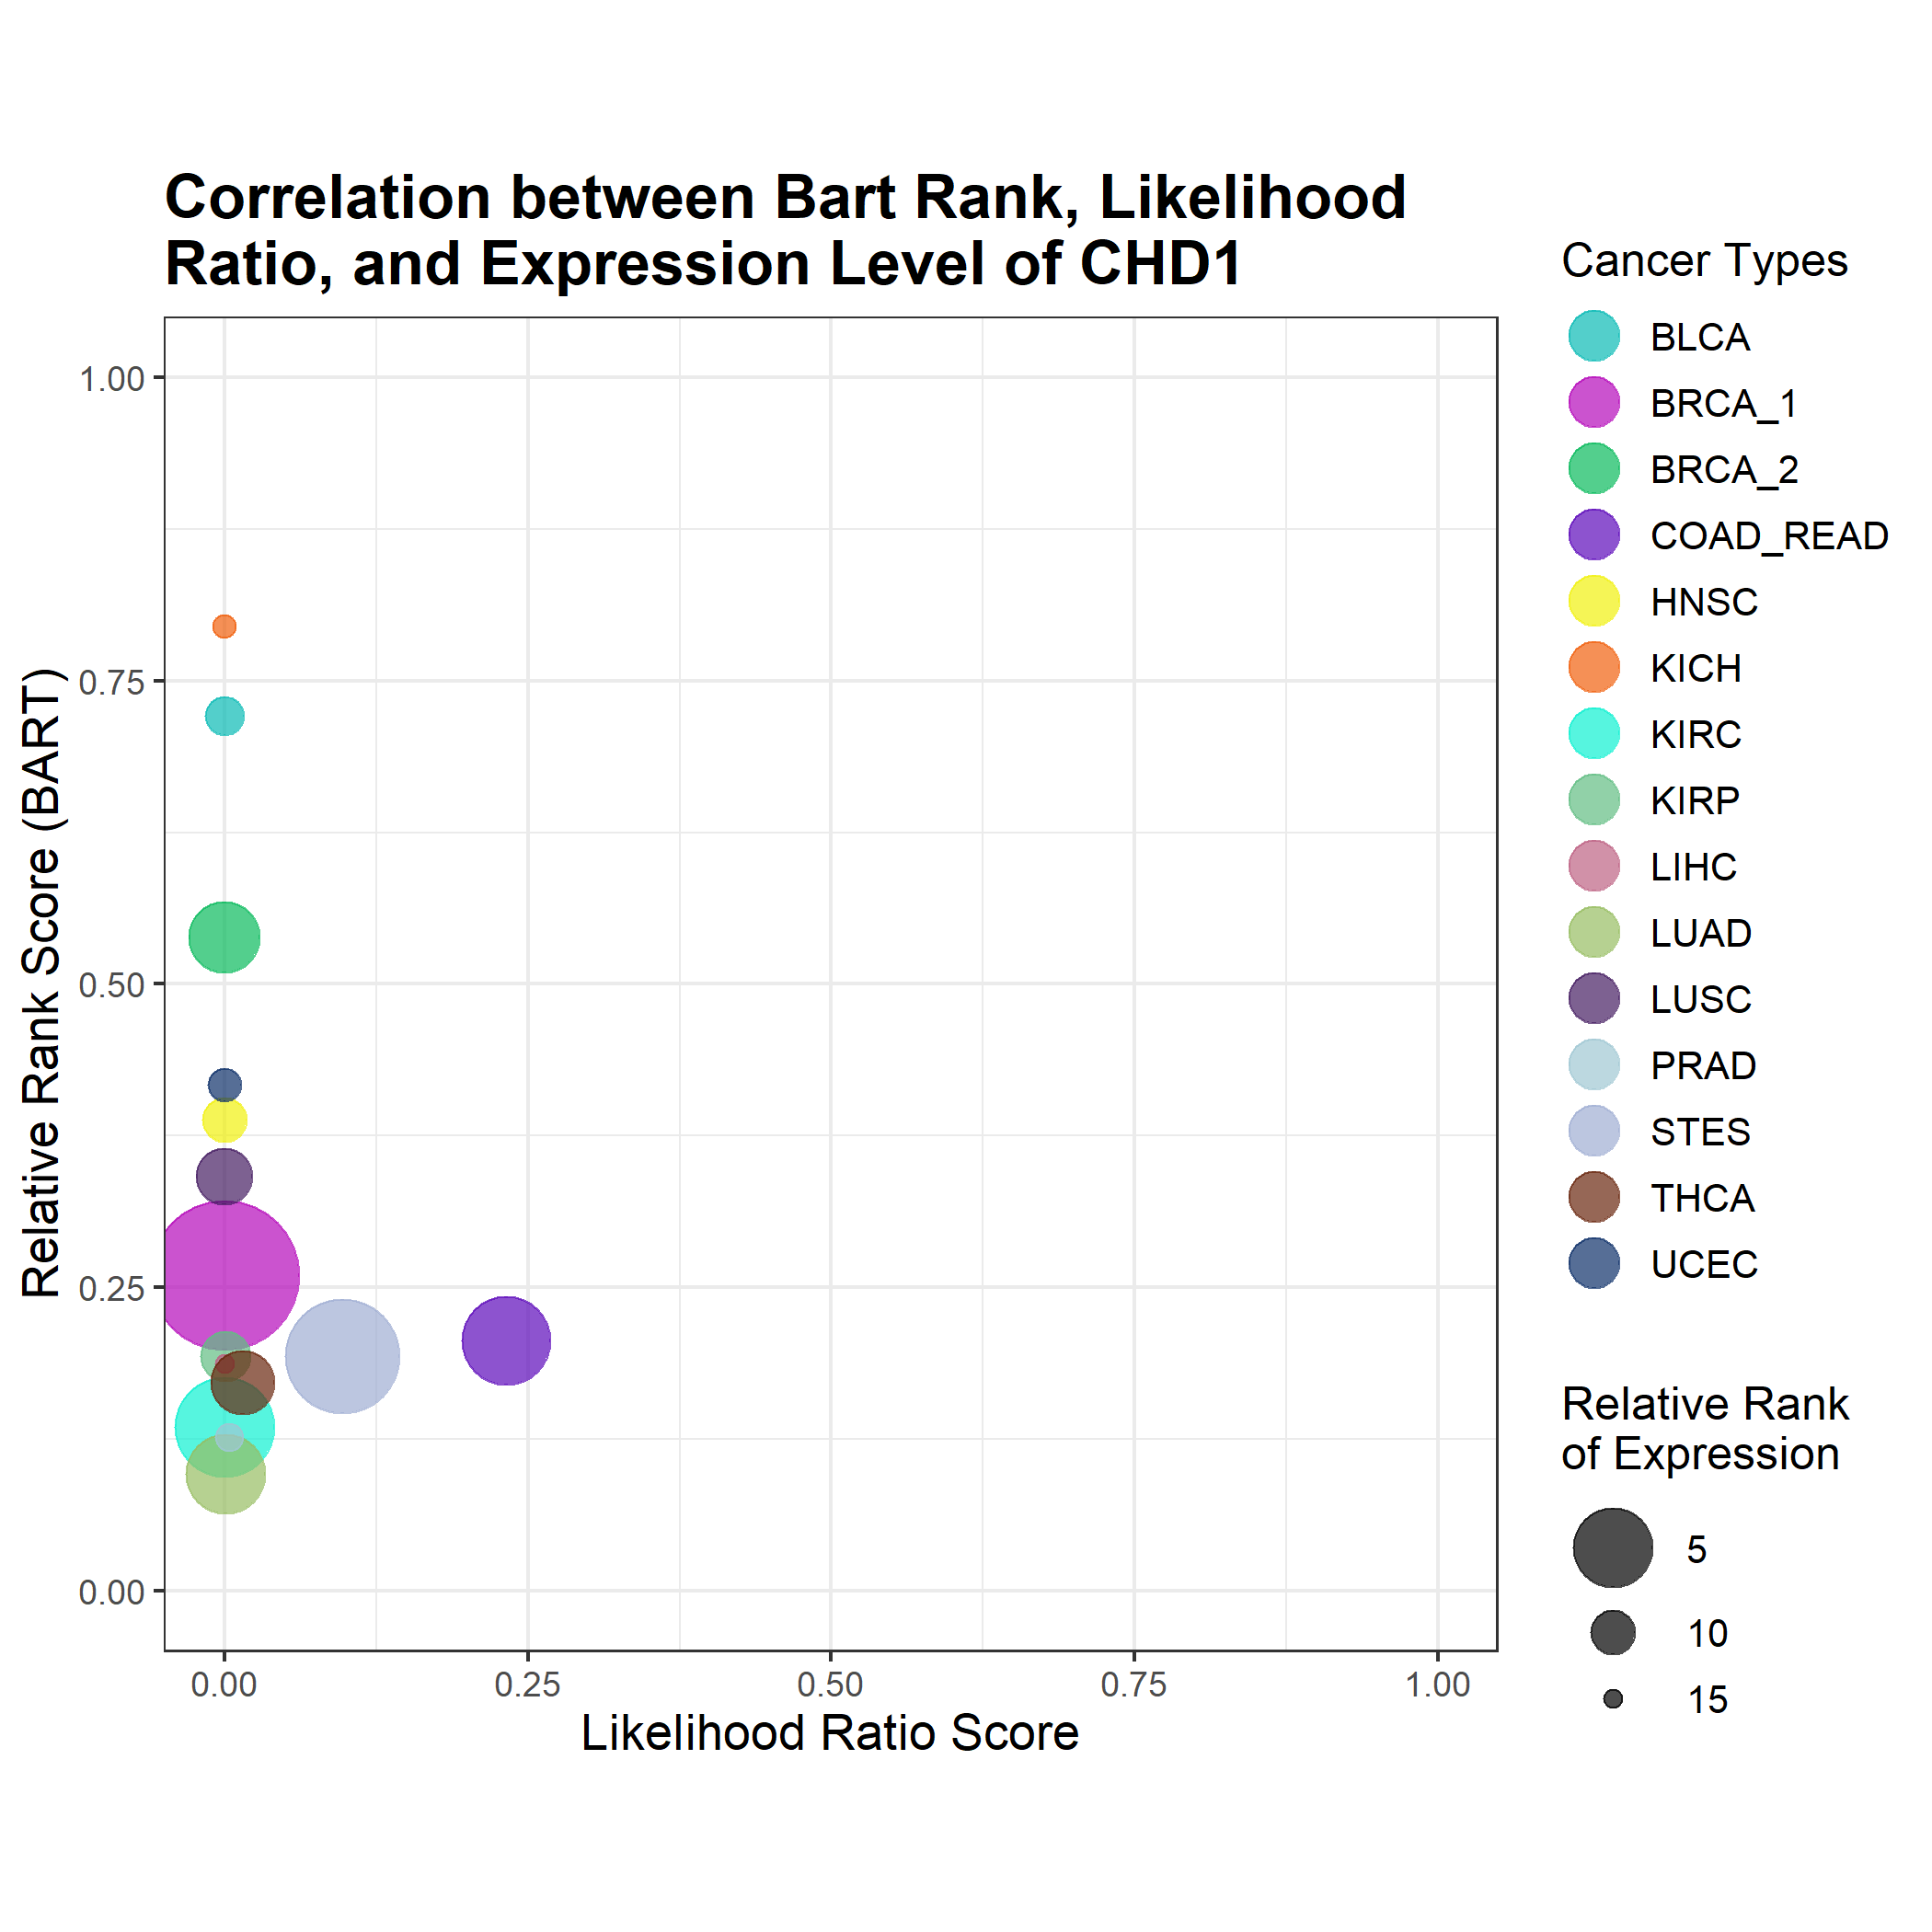 Correlation between Bart Rank, Likelihood
Ratio, and Expression Level of CHD1
Relative Rank Score (BART)
1.00
0.75
0.50
0.25
0.00
0.00
0.25
0.50
0.75
1.00
Likelihood Ratio Score
Cancer Types
BLCA
BRCA_1
BRCA_2
COAD_READ
HNSC
KICH
KIRC
KIRP
LIHC
LUAD
LUSC
PRAD
STES
THCA
UCEC
Relative Rank
of Expression
5
10
15